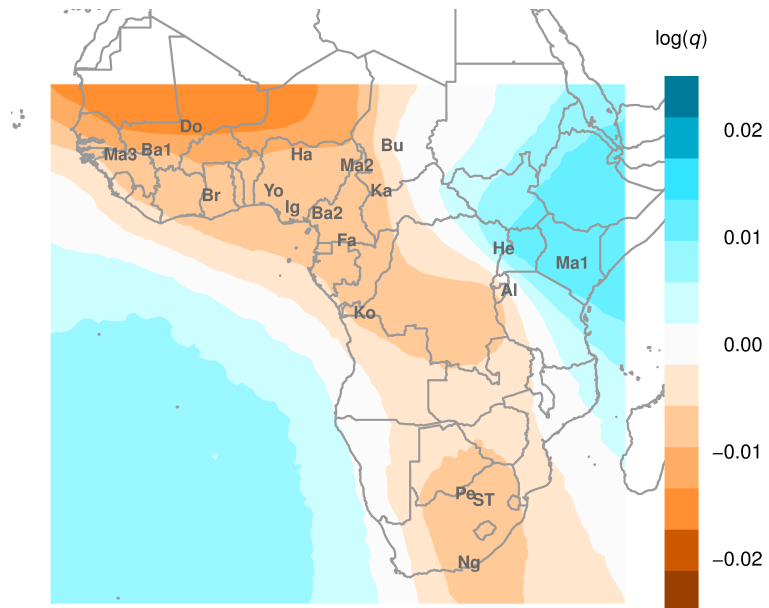 log(q)
0.02
0.01
0.00
−0.01
−0.02
Do
Ma3
Ba1
Ha
Bu
Ma2
Br
Yo
Ka
Ig
Ba2
Fa
He
Ma1
Al
Ko
Pe
ST
Ng